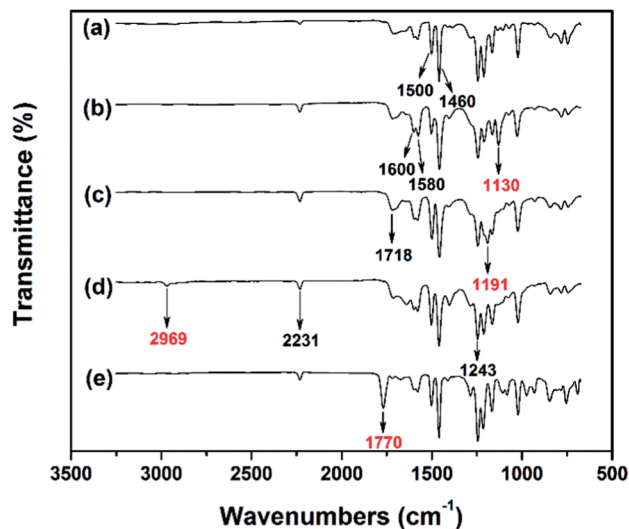 (a)
1500
1460
(b)
1600
1580
1130
(c)
1718
1191
(d)
2969
2231
1243
(e)
1770
Transmittance (%)
3500 3000 2500 2000 1500 1000 500
Wavenumbers (cm⁻¹)